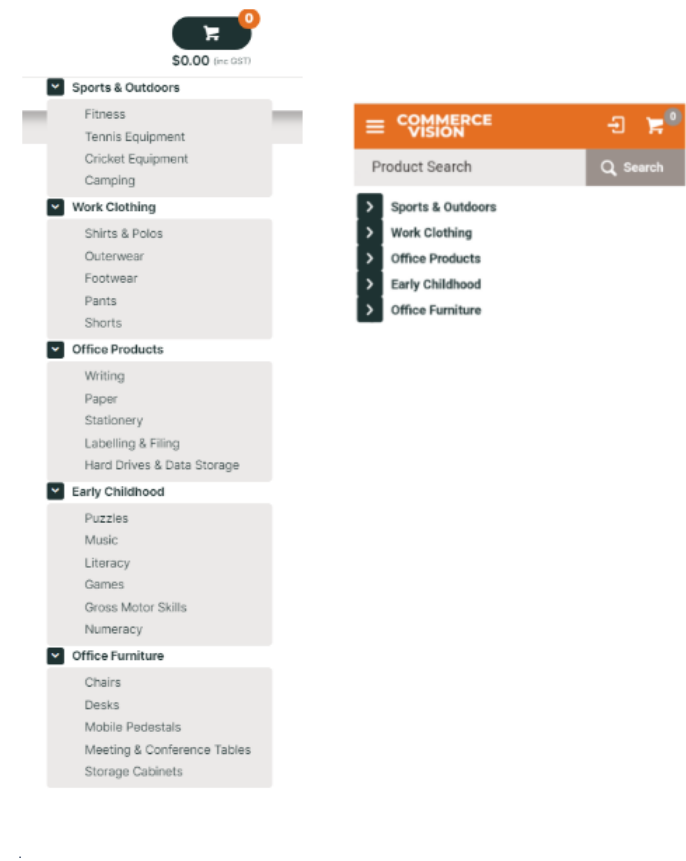 0
$0.00 (inc GST)
Sports & Outdoors
Fitness
Tennis Equipment
Cricket Equipment
Camping
Work Clothing
Shirts & Polos
Outerwear
Footwear
Pants
Shorts
Office Products
Writing
Paper
Stationery
Labelling & Filing
Hard Drives & Data Storage
Early Childhood
Puzzles
Music
Literacy
Games
Gross Motor Skills
Numeracy
Office Furniture
Chairs
Desks
Mobile Pedestals
Meeting & Conference Tables
Storage Cabinets
COMMERCE
VISION
0
Product Search
Search
Sports & Outdoors
Work Clothing
Office Products
Early Childhood
Office Furniture